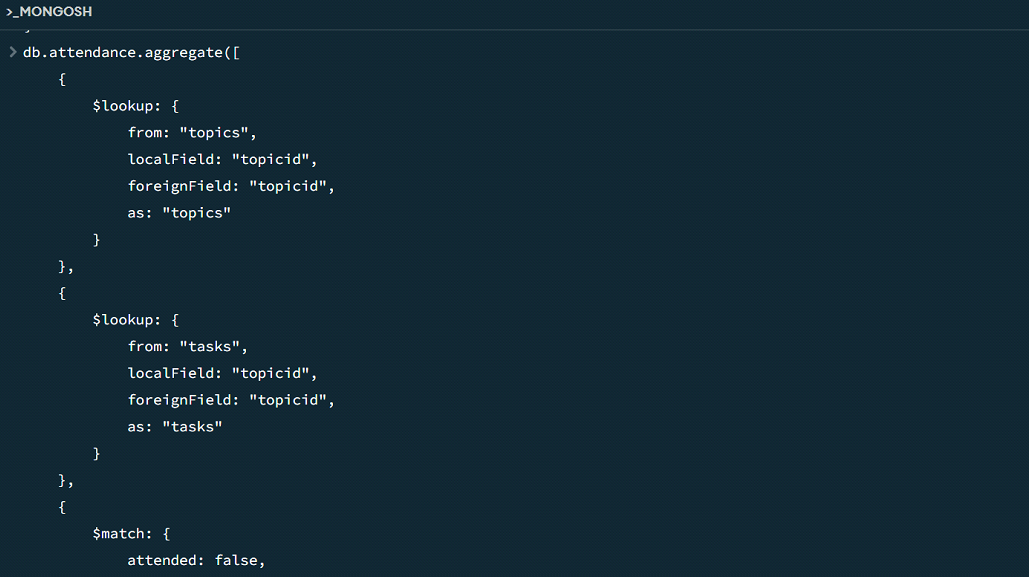 >_MONGOSH
> db.attendance.aggregate([
{
$lookup: {
from: "topics",
localField: "topicid",
foreignField: "topicid",
as: "topics"
}
},
{
$lookup: {
from: "tasks",
localField: "topicid",
foreignField: "topicid",
as: "tasks"
}
},
{
$match: {
attended: false,